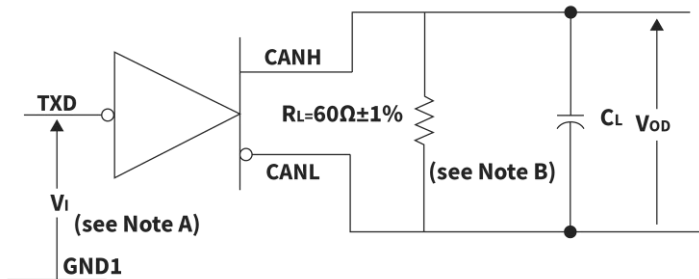 CANH
TXD
RL=60Ω±1%
CL
VOD
CANL
(see Note B)
VI
(see Note A)
GND1